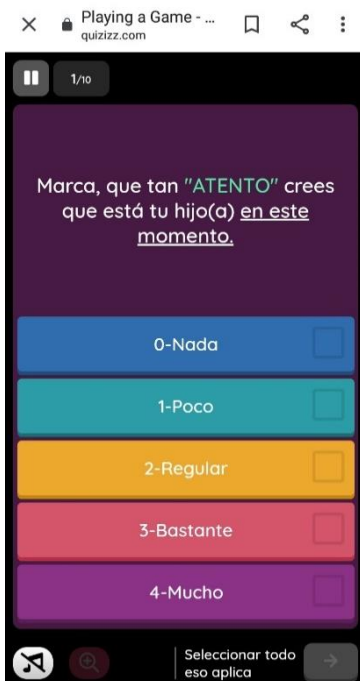 Playing a Game - ...
quizizz.com
1/10
Marca, que tan "ATENTO" crees
que está tu hijo(a) en este
momento.
0-Nada
1-Poco
2-Regular
3-Bastante
4-Mucho
Seleccionar todo
eso aplica